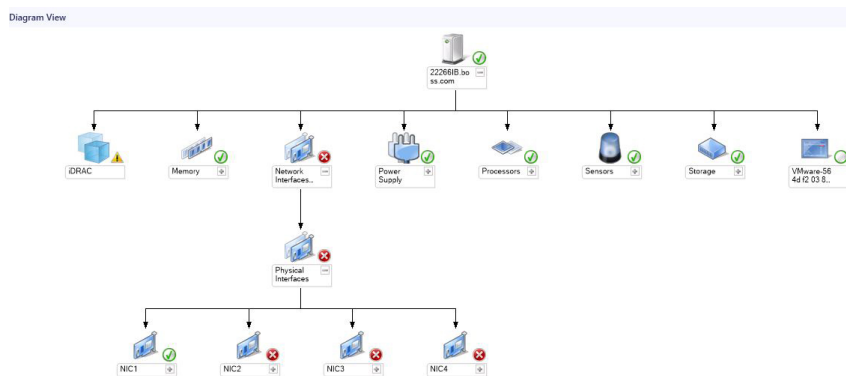 Diagram View
22266IB.bo
ss.com
iDRAC
Memory
Network
Interfaces..
Power
Supply
Processors
Sensors
Storage
VMware-56
4d f2 03 8..
Physical
Interfaces
NIC1
NIC2
NIC3
NIC4